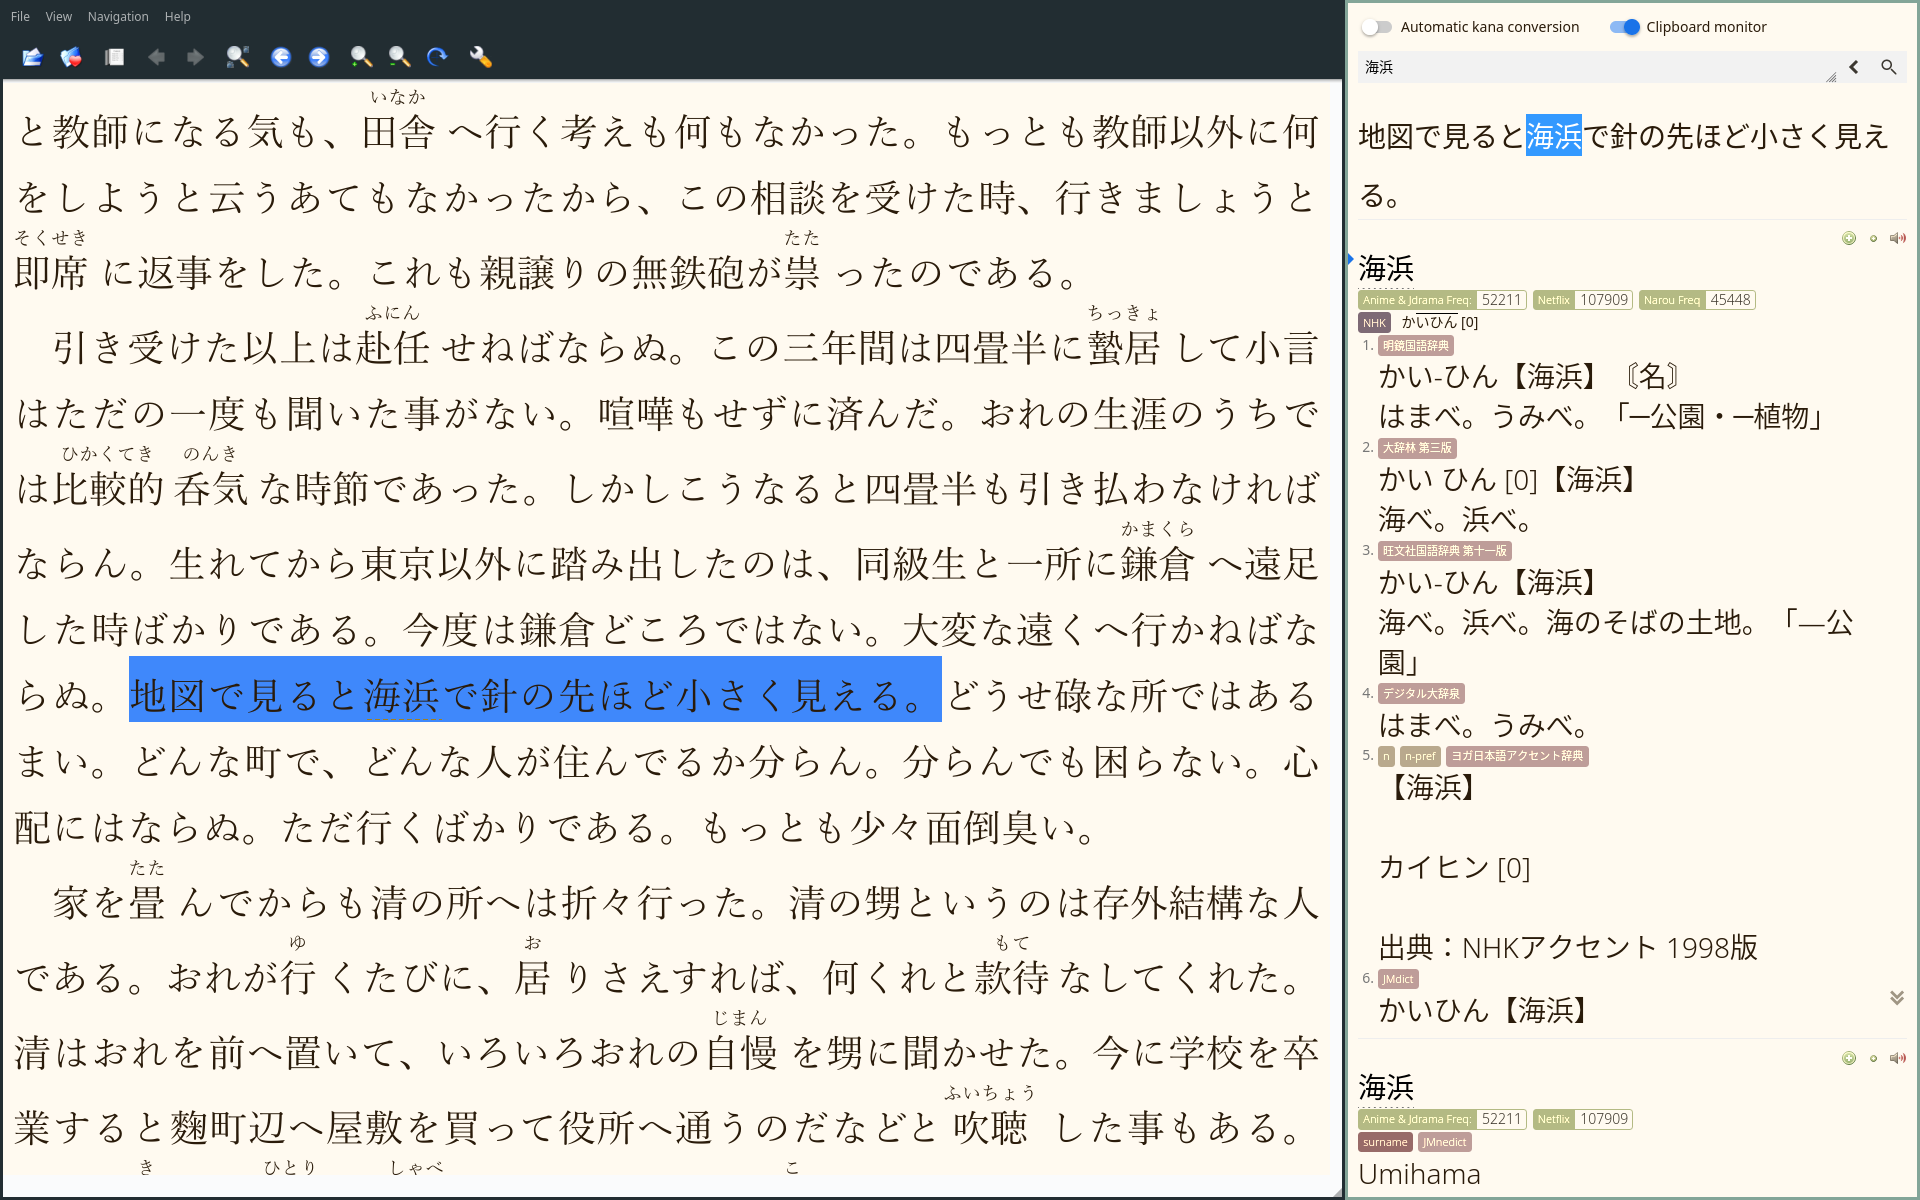 File View Navigation Help
いなか
と教師になる気も、田舎 へ行く考えも何もなかった。もっとも教師以外に何
をしようと云うあてもなかったから、この相談を受けた時、行きましょうと
そくせき たた
即席 に返事をした。これも親譲りの無鉄砲が祟 ったのである。
ふにん ちっきょ
引き受けた以上は赴任 せねばならぬ。この三年間は四畳半に蟄居 して小言
はただの一度も聞いた事がない。喧嘩もせずに済んだ。おれの生涯のうちで
ひかくてき のんき
は比較的 呑気 な時節であった。しかしこうなると四畳半も引き払わなければ
かまくら
ならん。生れてから東京以外に踏み出したのは、同級生と一所に鎌倉 へ遠足
した時ばかりである。今度は鎌倉どころではない。大変な遠くへ行かねばな
らぬ。地図で見ると海浜で針の先ほど小さく見える。どうせ碌な所ではある
まい。どんな町で、どんな人が住んでるか分らん。分らんでも困らない。心
配にはならぬ。ただ行くばかりである。もっとも少々面倒臭い。
たた
家を畳 んでからも清の所へは折々行った。清の甥というのは存外結構な人
ゆ お もて
である。おれが行 くたびに、居 りさえすれば、何くれと款待 なしてくれた。
じまん
清はおれを前へ置いて、いろいろおれの自慢 を甥に聞かせた。今に学校を卒
ふいちょう
業すると麹町辺へ屋敷を買って役所へ通うのだなどと 吹聴 した事もある。
き ひとり しゃべ こ
Automatic kana conversion Clipboard monitor
海浜
地図で見ると海浜で針の先ほど小さく見え
る。
海浜
Anime & Jdrama Freq: 52211 Netflix 107909 Narou Freq 45448
NHK かいひん [0]
1. 明鏡国語辞典
かい-ひん【海浜】〘名〙
はまべ。うみべ。「─公園・─植物」
2. 大辞林 第三版
かい ひん [0]【海浜】
海べ。浜べ。
3. 旺文社国語辞典 第十一版
かい-ひん【海浜】
海べ。浜べ。海のそばの土地。「―公
園」
4. デジタル大辞泉
はまべ。うみべ。
5. n n-pref ヨガ日本語アクセント辞典
【海浜】
カイヒン [0]
出典：NHKアクセント 1998版
6. JMdict
かいひん【海浜】
海浜
Anime & Jdrama Freq: 52211 Netflix 107909
surname JMnedict
Umihama